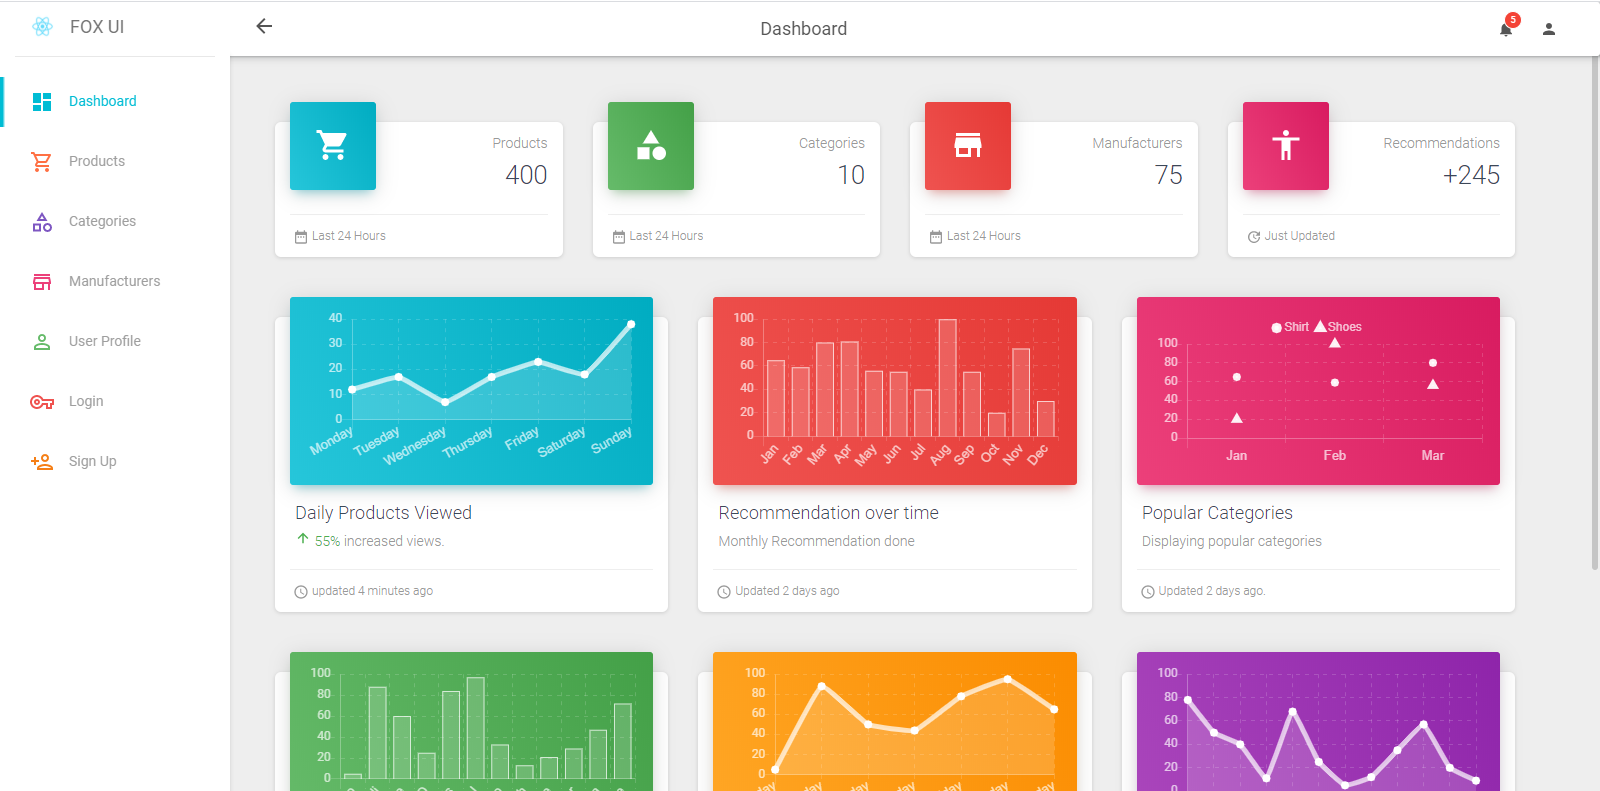 FOX UI
Dashboard
5
Dashboard
Products
Categories
Manufacturers
User Profile
Login
Sign Up
Products
400
Last 24 Hours
Categories
10
Last 24 Hours
Manufacturers
75
Last 24 Hours
Recommendations
+245
Just Updated
40
30
20
10
0
Monday Tuesday Wednesday Thursday Friday Saturday Sunday
Daily Products Viewed
55% increased views.
updated 4 minutes ago
100
80
60
40
20
0
Jan Feb Mar Apr May Jun Jul Aug Sep Oct Nov Dec
Recommendation over time
Monthly Recommendation done
Updated 2 days ago
Shirt Shoes
100
80
60
40
20
0
Jan Feb Mar
Popular Categories
Displaying popular categories
Updated 2 days ago.
100
80
60
40
20
0
100
80
60
40
20
0
100
80
60
40
20
0